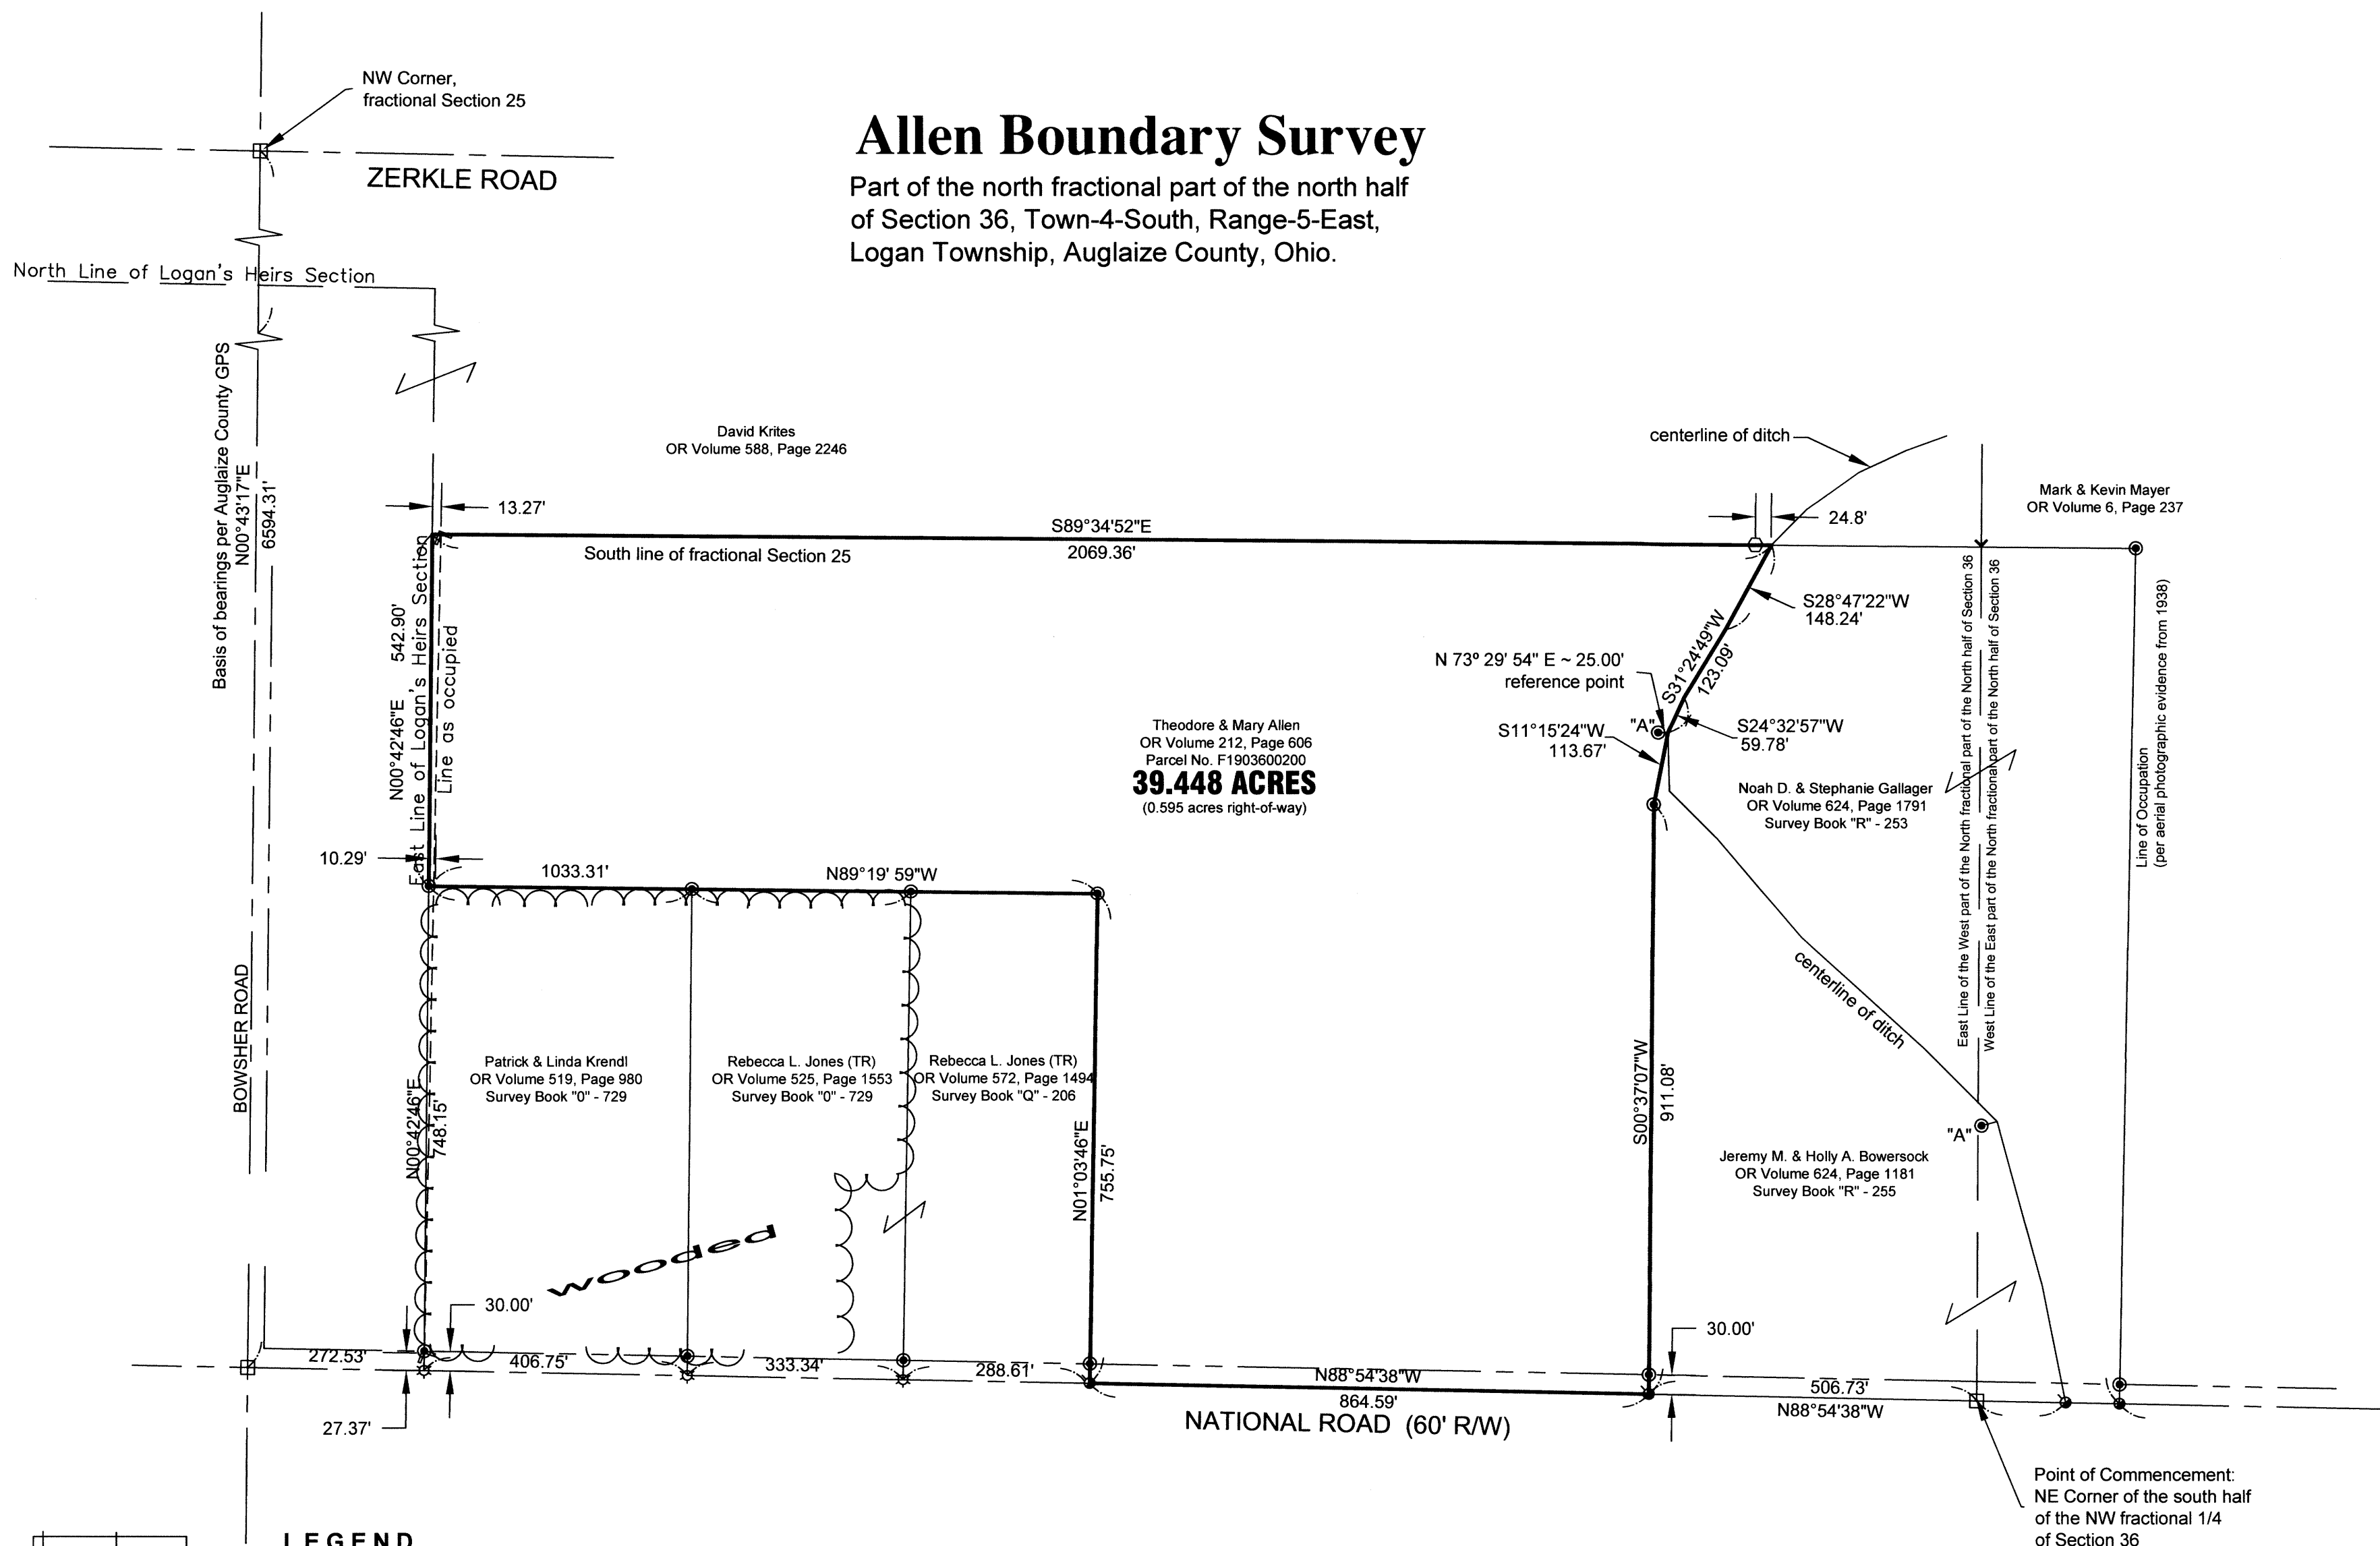 NW Corner,
fractional Section 25
ZERKLE ROAD
Allen Boundary Survey
Part of the north fractional part of the north half
of Section 36, Town-4-South, Range-5-East,
Logan Township, Auglaize County, Ohio.
North Line of Logan's Heirs Section
Basis of bearings per Auglaize County GPS
N00°43'17"E
6594.31'
David Krites
OR Volume 588, Page 2246
centerline of ditch
Mark & Kevin Mayer
OR Volume 6, Page 237
13.27'
S89°34'52"E
2069.36'
24.8'
South line of fractional Section 25
N00°42'46"E 542.90'
East Line of Logan's Heirs Section
Line as occupied
S28°47'22"W
148.24'
S31°24'49"W
123.09'
N 73º 29' 54" E ~ 25.00'
reference point
"A"
S11°15'24"W
113.67'
S24°32'57"W
59.78'
East Line of the West part of the North fractional part of the North half of Section 36
West Line of the East part of the North fractional part of the North half of Section 36
Line of Occupation
(per aerial photographic evidence from 1938)
Theodore & Mary Allen
OR Volume 212, Page 606
Parcel No. F1903600200
39.448 ACRES
(0.595 acres right-of-way)
Noah D. & Stephanie Gallager
OR Volume 624, Page 1791
Survey Book "R" - 253
10.29'
1033.31'
N89°19' 59"W
centerline of ditch
BOWSHER ROAD
N00°42'46"E
748.15'
Patrick & Linda Krendl
OR Volume 519, Page 980
Survey Book "0" - 729
Rebecca L. Jones (TR)
OR Volume 525, Page 1553
Survey Book "0" - 729
Rebecca L. Jones (TR)
OR Volume 572, Page 1494
Survey Book "Q" - 206
N01°03'46"E
755.75'
S00°37'07"W
911.08'
"A"
Jeremy M. & Holly A. Bowersock
OR Volume 624, Page 1181
Survey Book "R" - 255
Wooded
30.00'
30.00'
272.53'
406.75'
333.34'
288.61'
N88°54'38"W
864.59'
506.73'
N88°54'38"W
27.37'
NATIONAL ROAD (60' R/W)
Point of Commencement:
NE Corner of the south half
of the NW fractional 1/4
of Section 36
LEGEND